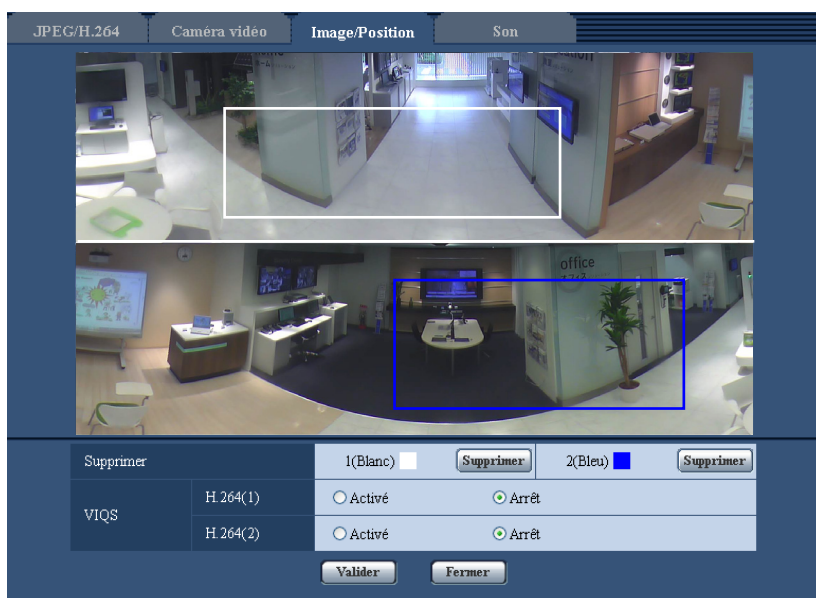 JPEG/H.264 Caméra vidéo Image/Position Son
office
Supprimer 1(Blanc) Supprimer 2(Bleu) Supprimer
VIQS H.264(1) Activé Arrêt
H.264(2) Activé Arrêt
Valider Fermer